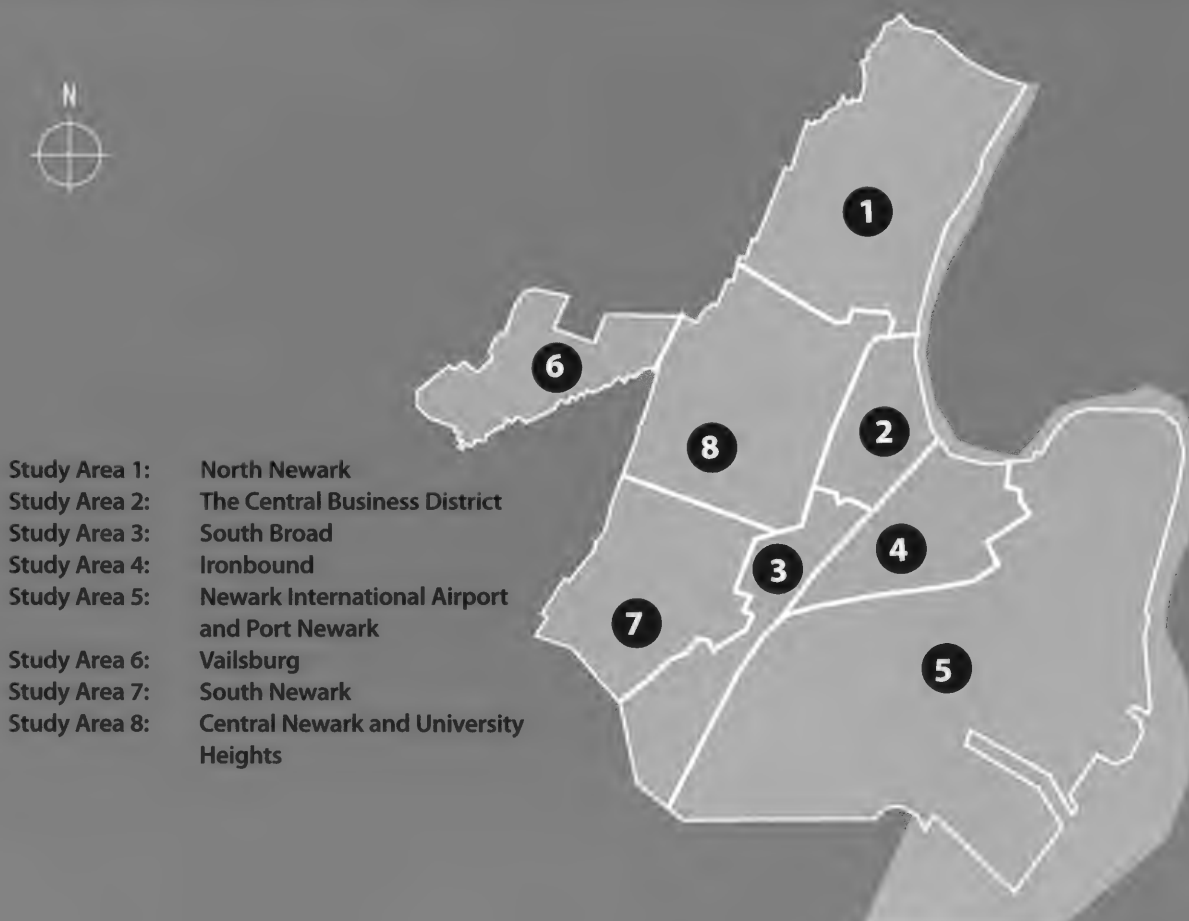 N
1
6
2
8
Study Area 1: North Newark
Study Area 2: The Central Business District
Study Area 3: South Broad
Study Area 4: Ironbound
Study Area 5: Newark International Airport
and Port Newark
Study Area 6: Vailsburg
Study Area 7: South Newark
Study Area 8: Central Newark and University
Heights
4
3
7
5